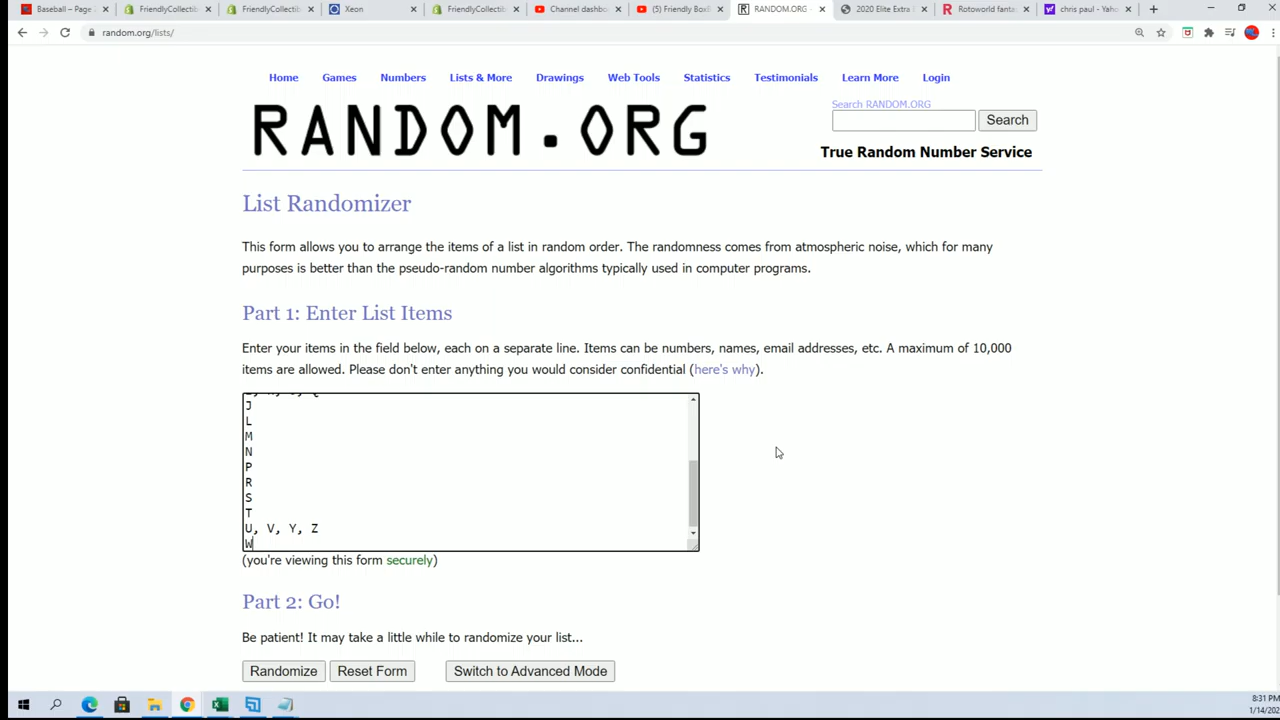 Baseball – Page
FriendlyCollectib
FriendlyCollectib
Xeon
FriendlyCollectib
Channel dashbo
(5) Friendly Box
RANDOM.ORG
2020 Elite Extra
Rotoworld fanta
chris paul - Yaho
random.org/lists/
Home Games Numbers Lists & More Drawings Web Tools Statistics Testimonials Learn More Login
RANDOM.ORG
Search RANDOM.ORG
Search
True Random Number Service
List Randomizer
This form allows you to arrange the items of a list in random order. The randomness comes from atmospheric noise, which for many
purposes is better than the pseudo-random number algorithms typically used in computer programs.
Part 1: Enter List Items
Enter your items in the field below, each on a separate line. Items can be numbers, names, email addresses, etc. A maximum of 10,000
items are allowed. Please don't enter anything you would consider confidential (here's why).
J
L
M
N
P
R
S
T
U, V, Y, Z
W
(you're viewing this form securely)
Part 2: Go!
Be patient! It may take a little while to randomize your list...
Randomize Reset Form Switch to Advanced Mode
8:31 PM
1/14/202